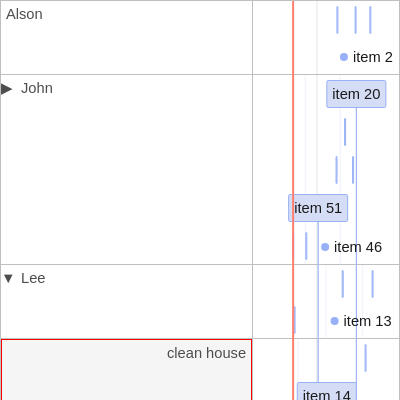 Alson
item 2
▶ John
item 20
item 51
item 46
▼ Lee
item 13
clean house
item 14